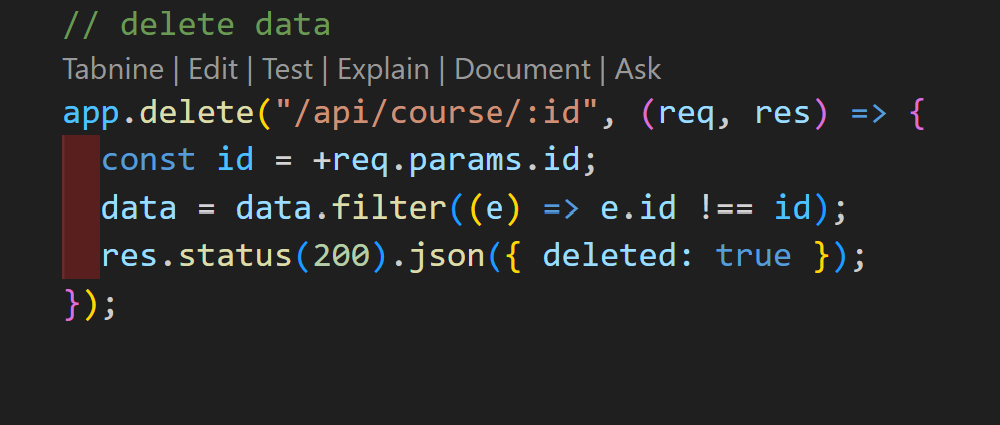 // delete data
Tabnine | Edit | Test | Explain | Document | Ask
app.delete("/api/course/:id", (req, res) => {
  const id = +req.params.id;
  data = data.filter((e) => e.id !== id);
  res.status(200).json({ deleted: true });
});